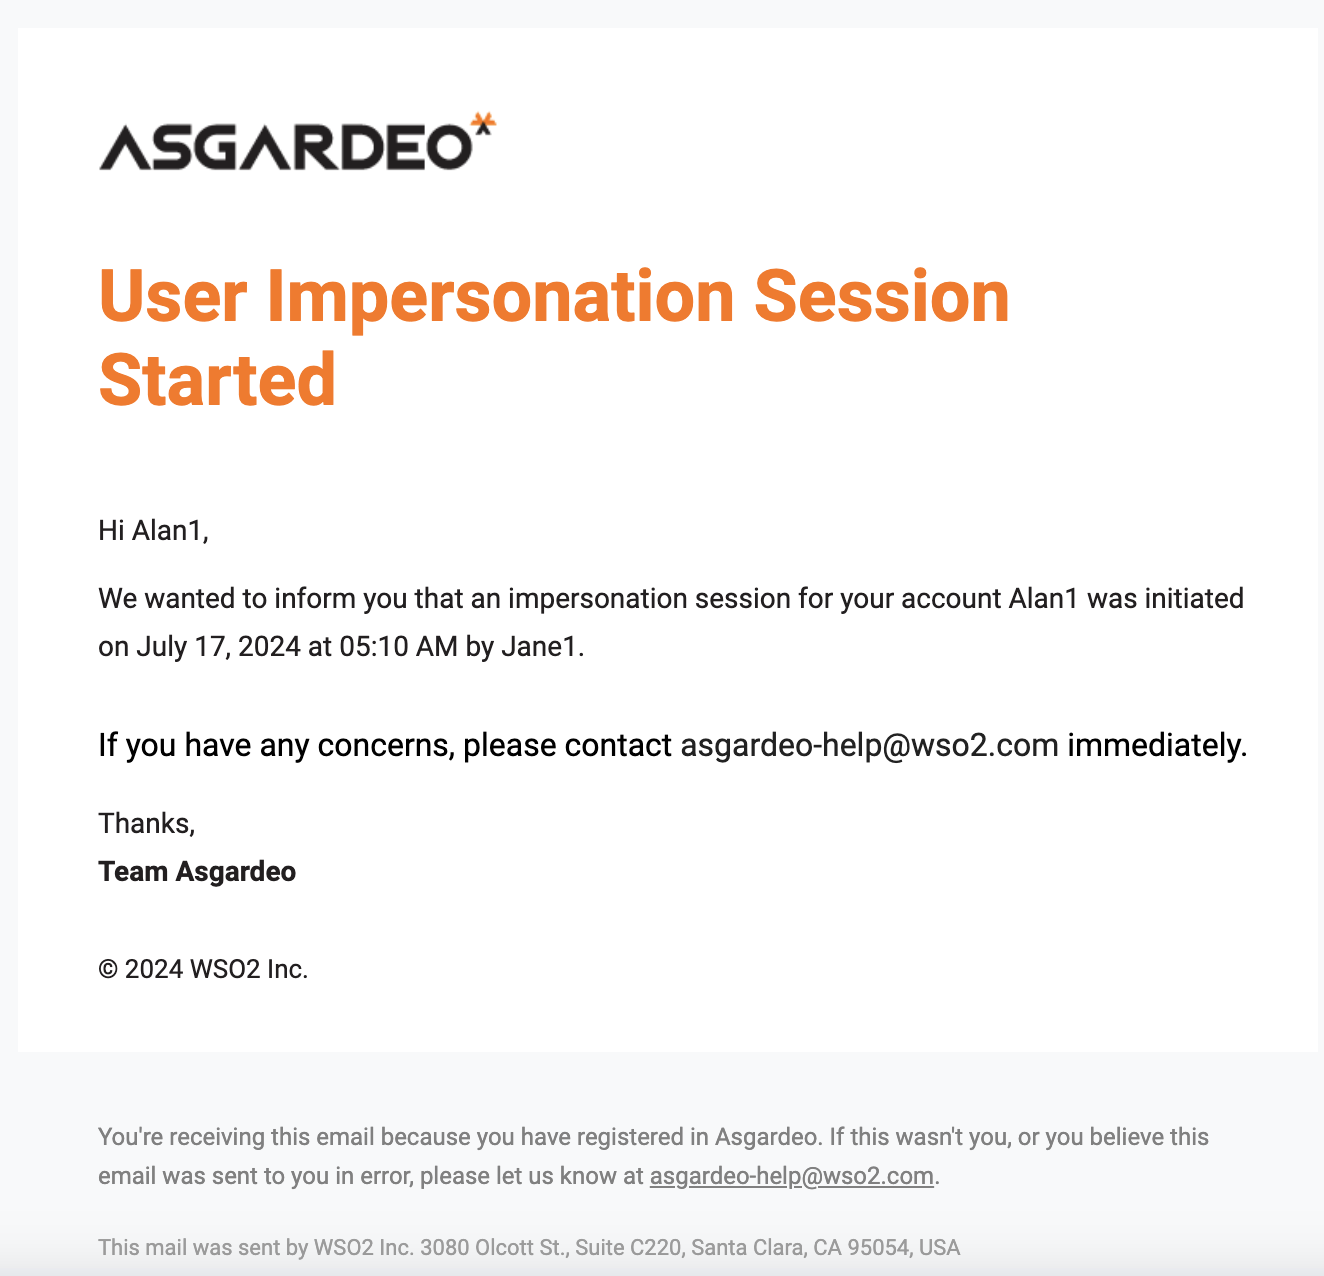 ASGARDEO
User Impersonation Session
Started
Hi Alan1,
We wanted to inform you that an impersonation session for your account Alan1 was initiated
on July 17, 2024 at 05:10 AM by Jane1.
If you have any concerns, please contact asgardeo-help@wso2.com immediately.
Thanks,
Team Asgardeo
© 2024 WSO2 Inc.
You're receiving this email because you have registered in Asgardeo. If this wasn't you, or you believe this
email was sent to you in error, please let us know at asgardeo-help@wso2.com.
This mail was sent by WSO2 Inc. 3080 Olcott St., Suite C220, Santa Clara, CA 95054, USA